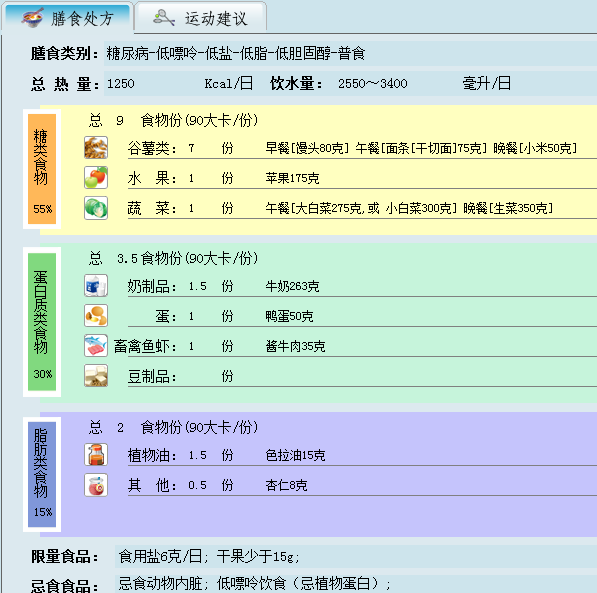 膳食处方 运动建议
膳食类别: 糖尿病-低嘌呤-低盐-低脂-低胆固醇-普食
总 热 量: 1250 Kcal/日 饮水量: 2550～3400 毫升/日
糖类食物 55%
总 9 食物份(90大卡/份)
谷薯类: 7 份 早餐[馒头80克] 午餐[面条[干切面]75克] 晚餐[小米50克]
水 果: 1 份 苹果175克
蔬 菜: 1 份 午餐[大白菜275克,或 小白菜300克] 晚餐[生菜350克]
蛋白质类食物 30%
总 3.5 食物份(90大卡/份)
奶制品: 1.5 份 牛奶263克
蛋: 1 份 鸭蛋50克
畜禽鱼虾: 1 份 酱牛肉35克
豆制品: 份
脂肪类食物 15%
总 2 食物份(90大卡/份)
植物油: 1.5 份 色拉油15克
其 他: 0.5 份 杏仁8克
限量食品: 食用盐6克/日; 干果少于15g;
忌食食品: 忌食动物内脏; 低嘌呤饮食（忌植物蛋白）;